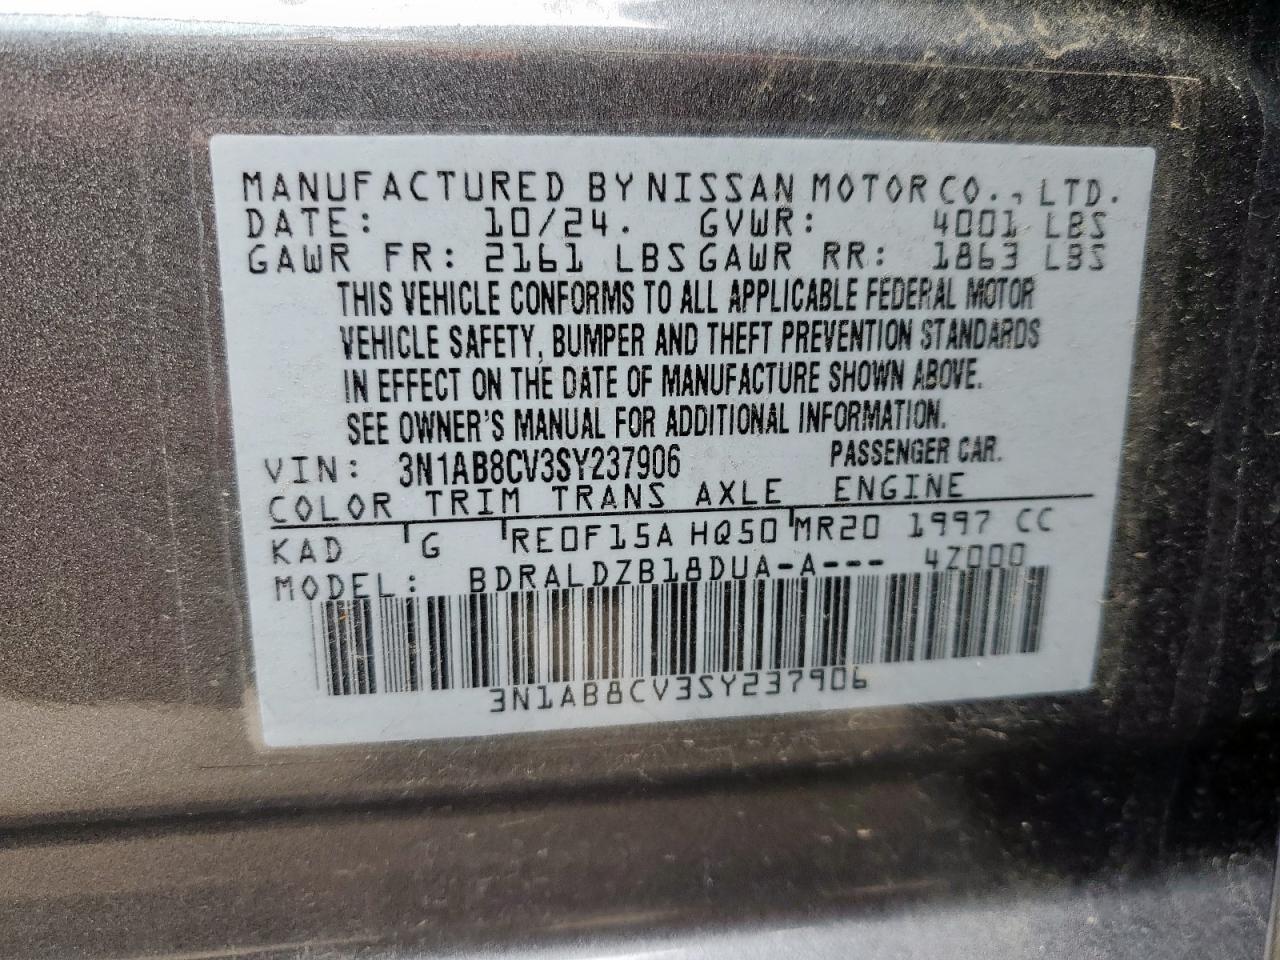 MANUFACTURED BY NISSAN MOTOR CO., LTD.
DATE: 10/24. GVWR: 4001 LBS
GAWR FR: 2161 LBS GAWR RR: 1863 LBS
THIS VEHICLE CONFORMS TO ALL APPLICABLE FEDERAL MOTOR
VEHICLE SAFETY, BUMPER AND THEFT PREVENTION STANDARDS
IN EFFECT ON THE DATE OF MANUFACTURE SHOWN ABOVE.
SEE OWNER'S MANUAL FOR ADDITIONAL INFORMATION.
VIN: 3N1AB8CV3SY237906 PASSENGER CAR.
COLOR TRIM TRANS AXLE ENGINE
KAD G RE0F15A HQ50 MR20 1997 CC
MODEL: BDRALDZB18DUA-A--- 4Z000
3N1AB8CV3SY237906